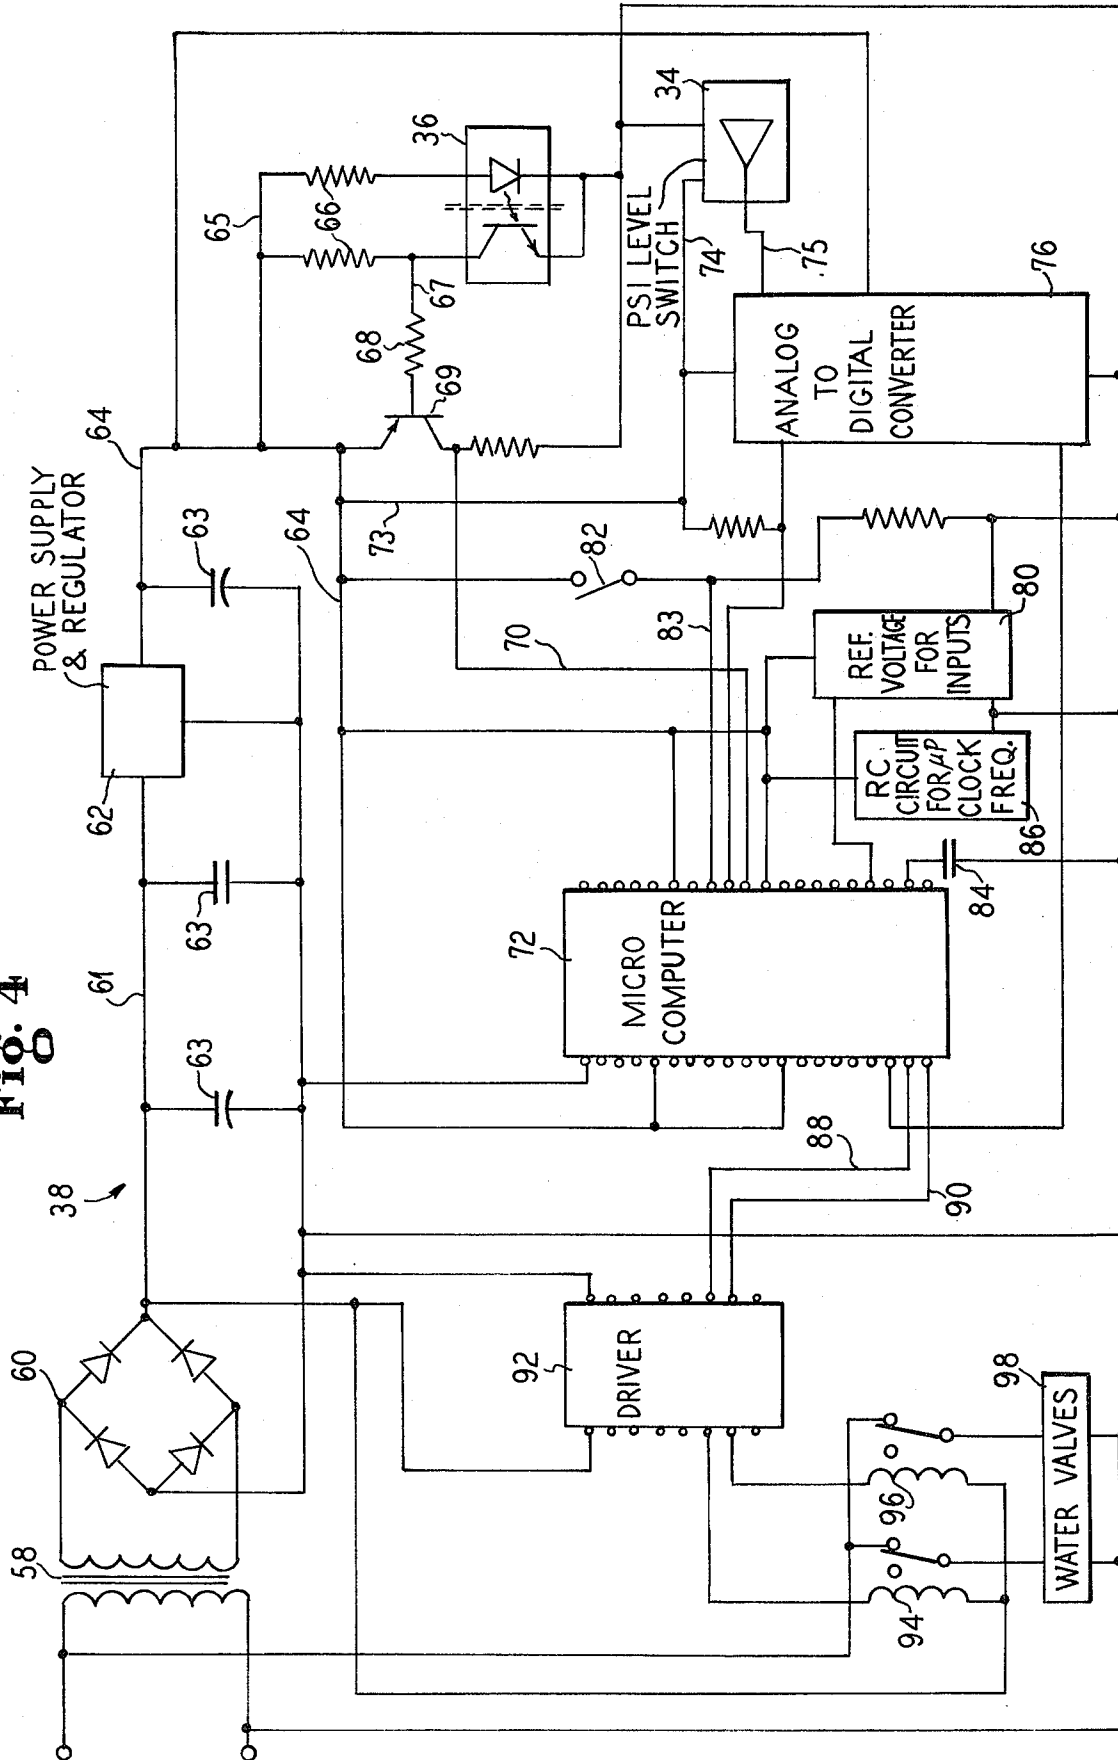 Fig. 4
38
POWER SUPPLY
& REGULATOR
58
60
61
62
63
63
63
64
64
65
66
67
68
69
36
70
73
PSI LEVEL
SWITCH
34
74
75
72
MICRO
COMPUTER
82
83
ANALOG
TO
DIGITAL
CONVERTER
76
REF.
VOLTAGE
FOR
INPUTS
80
RC
CIRCUIT
FOR μP
CLOCK
FREQ.
86
84
88
90
92
DRIVER
94
96
WATER VALVES
98